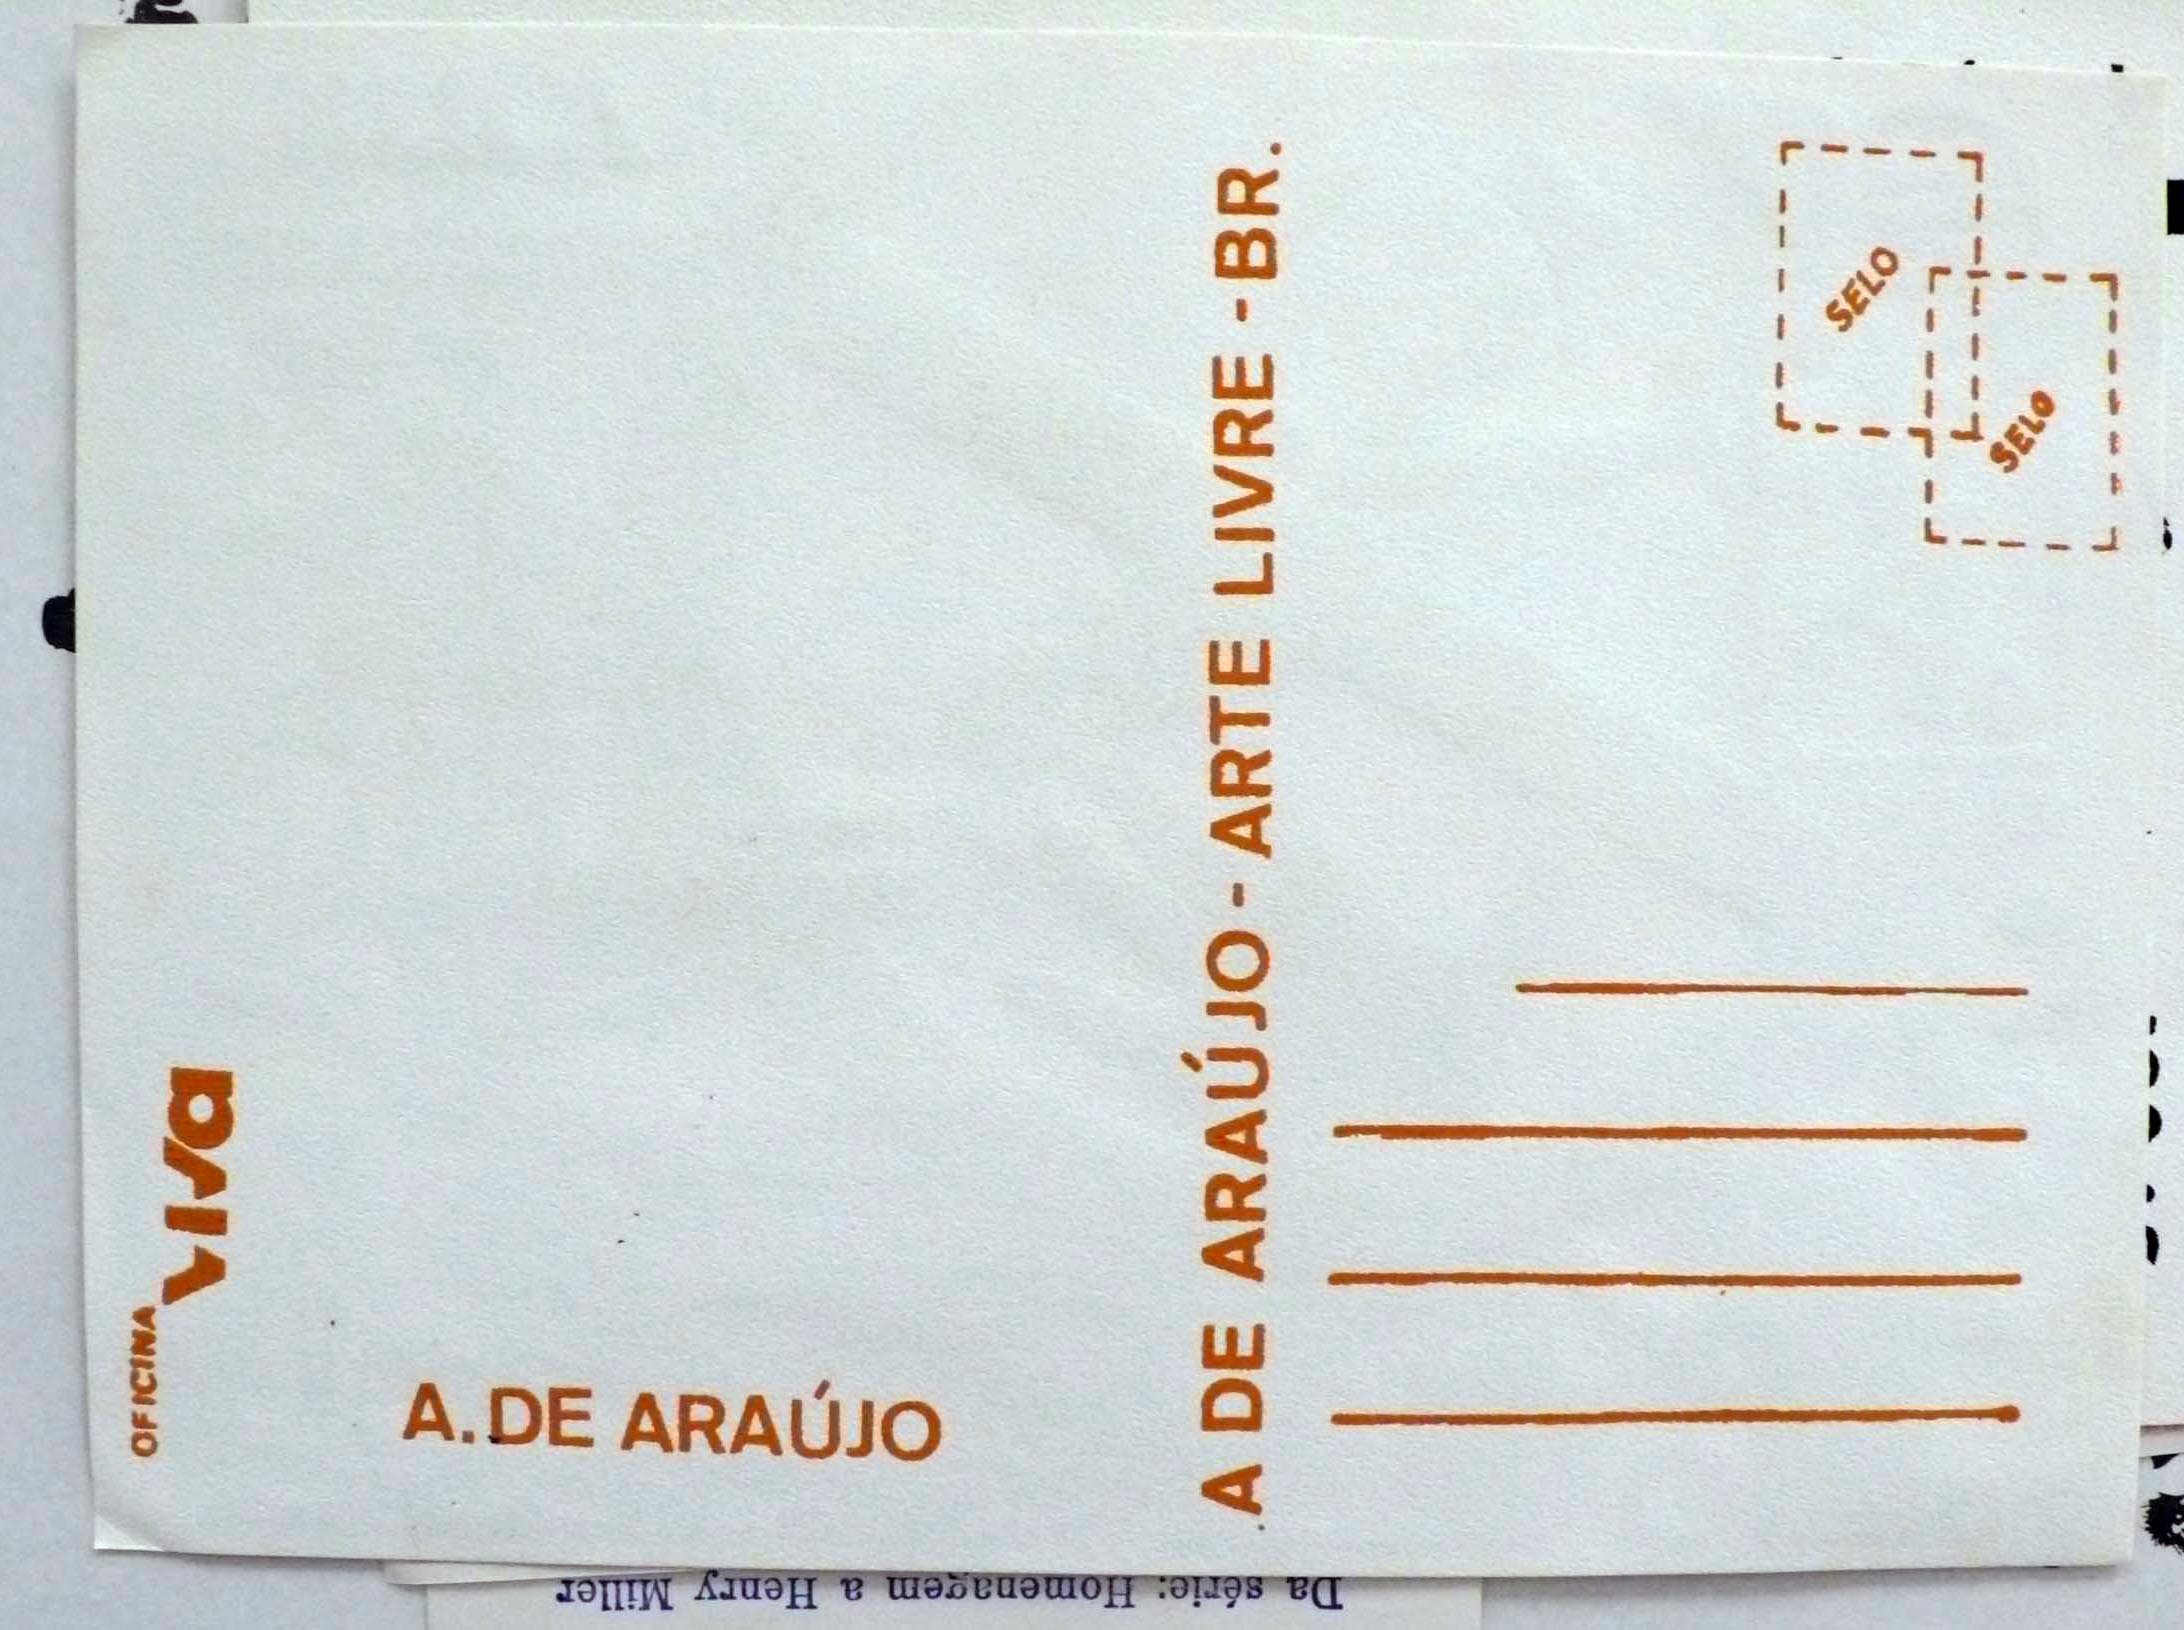 OFICINA
viva
A. DE ARAÚJO
A DE ARAÚJO - ARTE LIVRE - BR.
SELO
SELO
Da série: Homenagem a Henry Miller